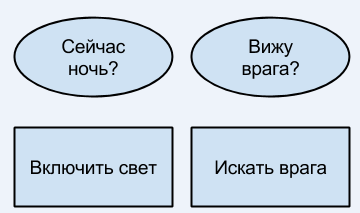 Сейчас
ночь?
Вижу
врага?
Включить свет
Искать врага